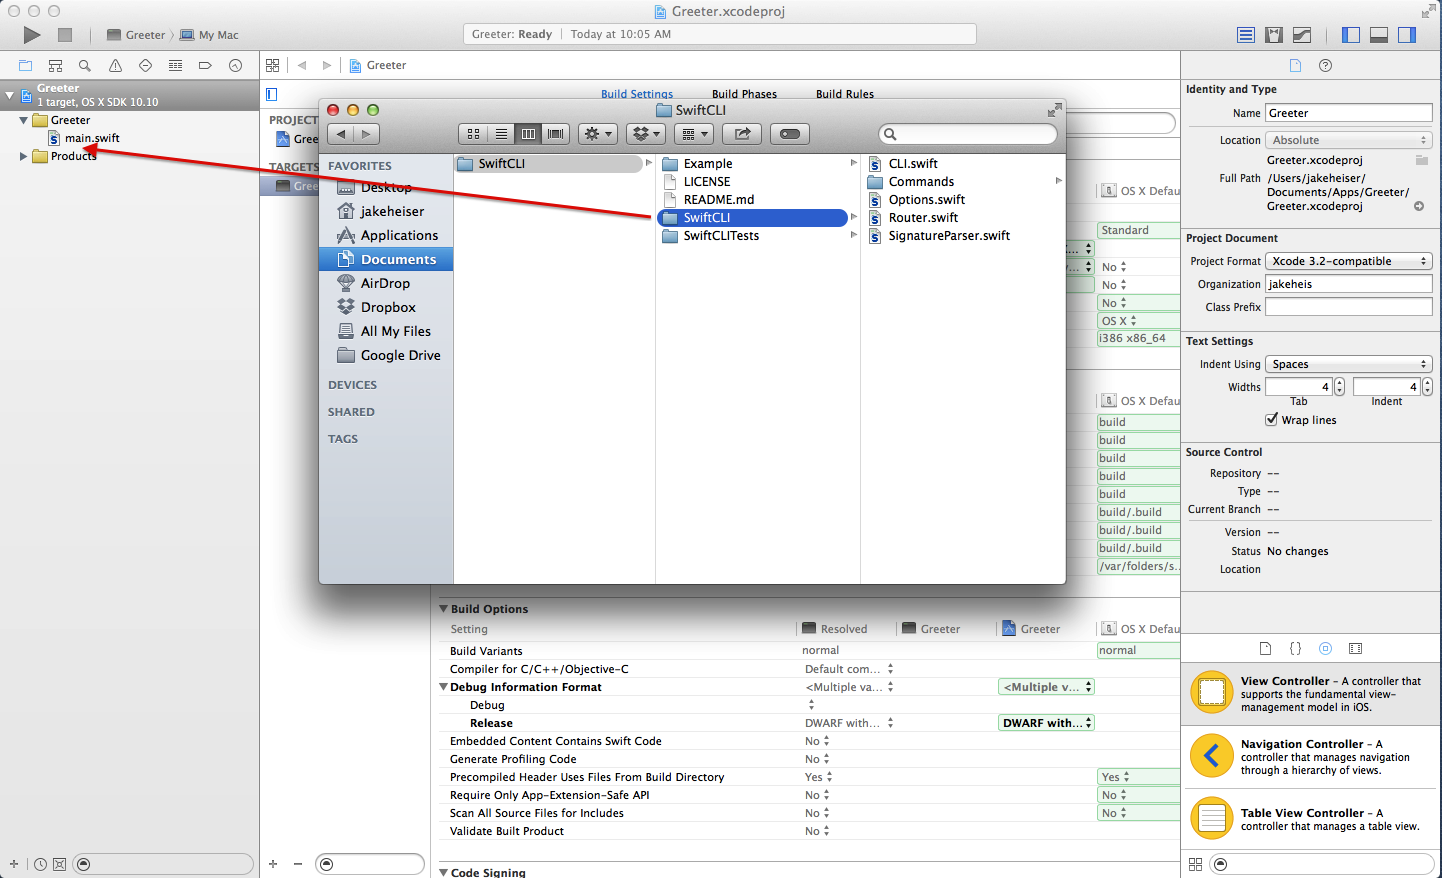 Greeter.xcodeproj
Greeter
My Mac
Greeter: Ready | Today at 10:05 AM
Greeter
1 target, OS X SDK 10.10
Greeter
main.swift
Products
Greeter
Build Settings
Build Phases
Build Rules
PROJECT
Gree
TARGETS
Gree
SwiftCLI
FAVORITES
Desktop
jakeheiser
Applications
Documents
AirDrop
Dropbox
All My Files
Google Drive
DEVICES
SHARED
TAGS
SwiftCLI
Example
LICENSE
README.md
SwiftCLI
SwiftCLITests
CLI.swift
Commands
Options.swift
Router.swift
SignatureParser.swift
OS X Defau
Standard
No
No
No
OS X
i386 x86_64
OS X Defau
build
build
build
build
build
build/.build
build/.build
build/.build
/var/folders/s...
Build Options
Setting
Resolved
Greeter
Greeter
OS X Defau
Build Variants
normal
normal
Compiler for C/C++/Objective-C
Default com...
Debug Information Format
<Multiple va...
<Multiple v...
Debug
Release
DWARF with...
DWARF with...
Embedded Content Contains Swift Code
No
Generate Profiling Code
No
Precompiled Header Uses Files From Build Directory
Yes
Yes
Require Only App-Extension-Safe API
No
No
Scan All Source Files for Includes
No
No
Validate Built Product
No
Code Signing
Identity and Type
Name Greeter
Location Absolute
Greeter.xcodeproj
Full Path /Users/jakeheiser/
Documents/Apps/Greeter/
Greeter.xcodeproj
Project Document
Project Format Xcode 3.2-compatible
Organization jakeheis
Class Prefix
Text Settings
Indent Using Spaces
Widths 4 4
Tab Indent
Wrap lines
Source Control
Repository --
Type --
Current Branch --
Version --
Status No changes
Location
View Controller - A controller that
supports the fundamental view-
management model in iOS.
Navigation Controller - A
controller that manages navigation
through a hierarchy of views.
Table View Controller - A
controller that manages a table view.